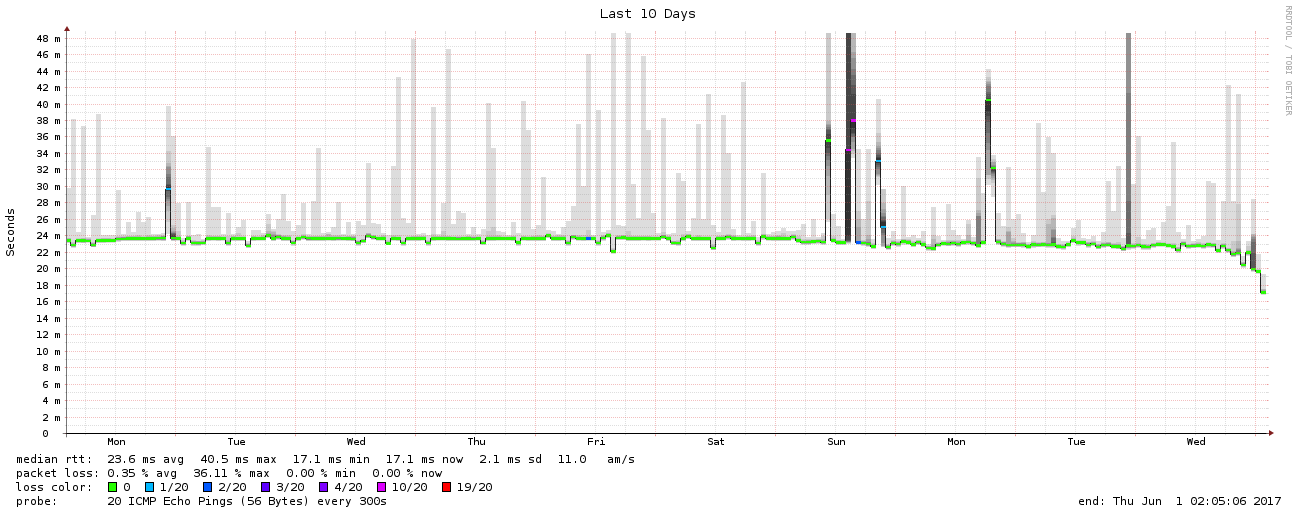 Last 10 Days
RRDTOOL / TOBI OETIKER
Seconds
48 m
46 m
44 m
42 m
40 m
38 m
36 m
34 m
32 m
30 m
28 m
26 m
24 m
22 m
20 m
18 m
16 m
14 m
12 m
10 m
8 m
6 m
4 m
2 m
0
Mon Tue Wed Thu Fri Sat Sun Mon Tue Wed
median rtt: 23.6 ms avg 40.5 ms max 17.1 ms min 17.1 ms now 2.1 ms sd 11.0 am/s
packet loss: 0.35 % avg 36.11 % max 0.00 % min 0.00 % now
loss color: 0 1/20 2/20 3/20 4/20 10/20 19/20
probe: 20 ICMP Echo Pings (56 Bytes) every 300s end: Thu Jun 1 02:05:06 2017